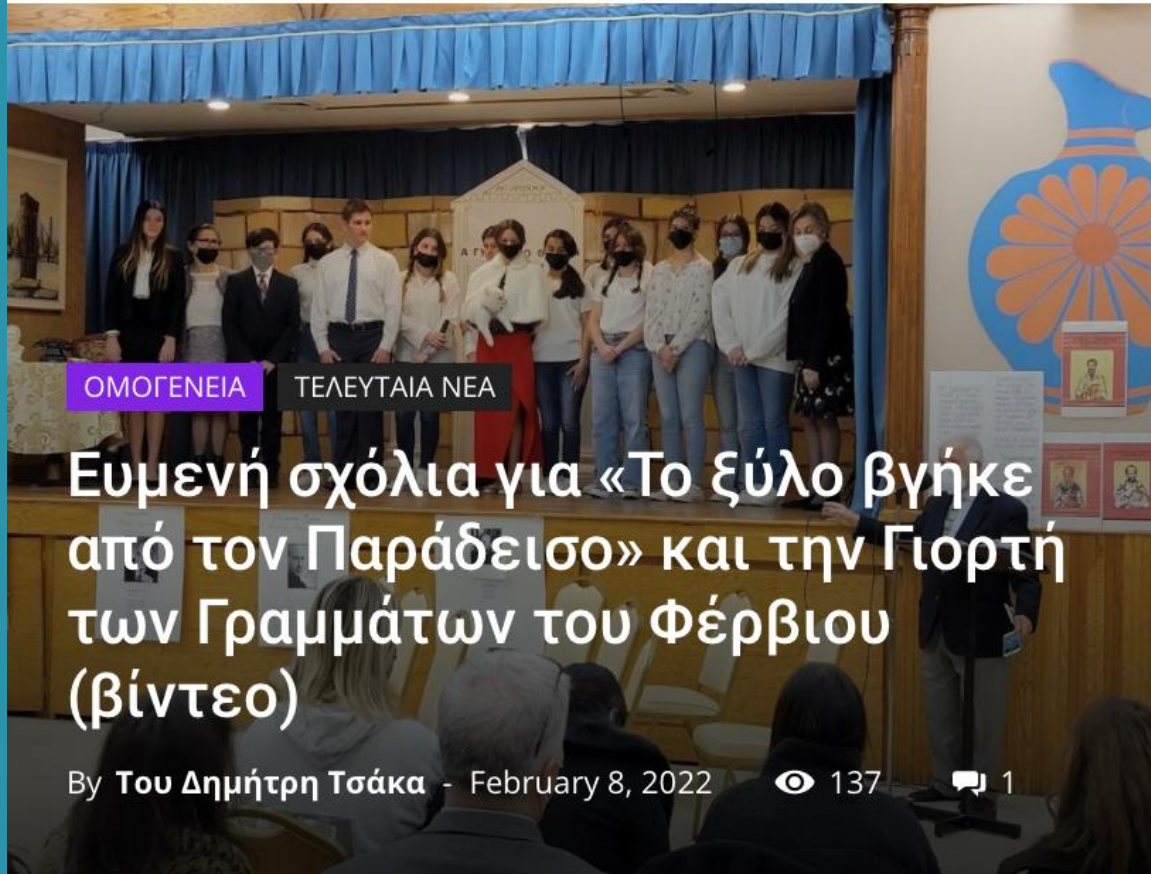 ΟΜΟΓΕΝΕΙΑ
ΤΕΛΕΥΤΑΙΑ ΝΕΑ
Ευμενή σχόλια για «Το ξύλο βγήκε
από τον Παράδεισο» και την Γιορτή
των Γραμμάτων του Φέρβιου
(βίντεο)
By Του Δημήτρη Τσάκα - February 8, 2022 137 1